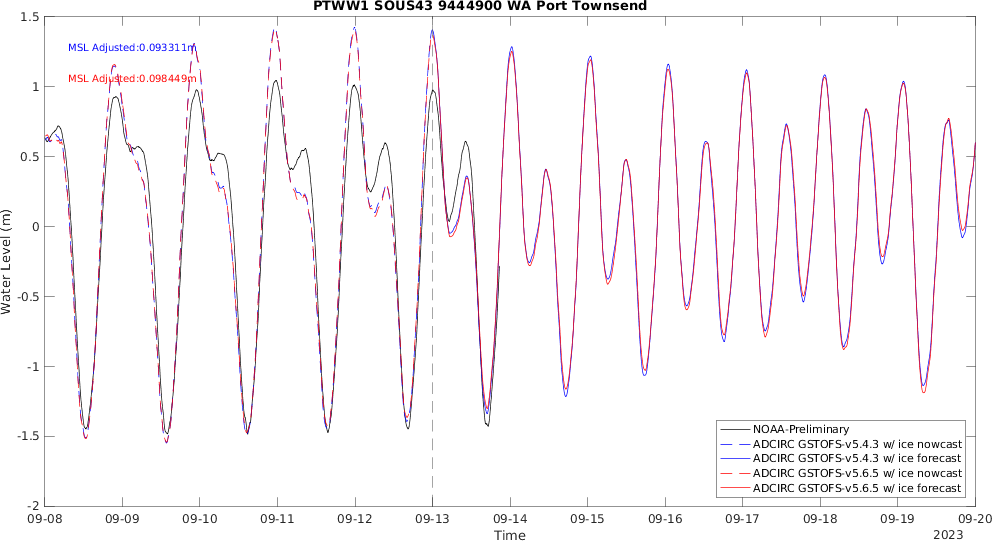 PTWW1 SOUS43 9444900 WA Port Townsend
1.5
MSL Adjusted:0.093311m
MSL Adjusted:0.098449m
1
0.5
0
-0.5
-1
-1.5
-2
Water Level (m)
NOAA-Preliminary
ADCIRC GSTOFS-v5.4.3 w/ ice nowcast
ADCIRC GSTOFS-v5.4.3 w/ ice forecast
ADCIRC GSTOFS-v5.6.5 w/ ice nowcast
ADCIRC GSTOFS-v5.6.5 w/ ice forecast
09-08 09-09 09-10 09-11 09-12 09-13 09-14 09-15 09-16 09-17 09-18 09-19 09-20
Time
2023